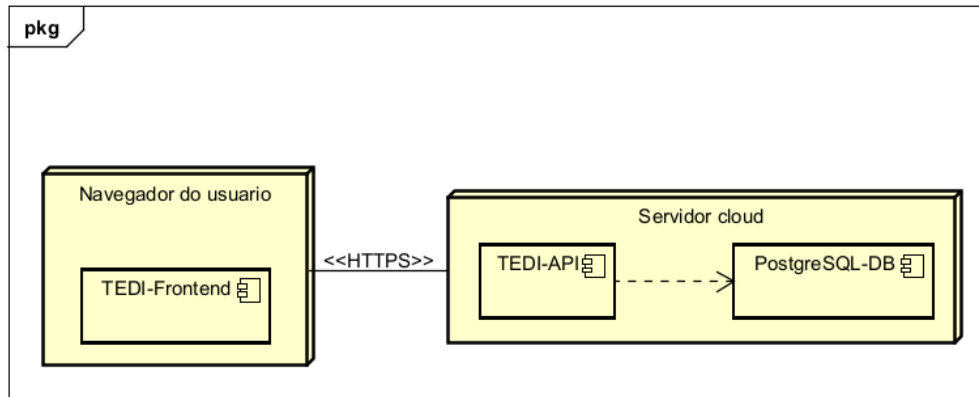 pkg
Navegador do usuario
TEDI-Frontend
<<HTTPS>>
Servidor cloud
TEDI-API
PostgreSQL-DB